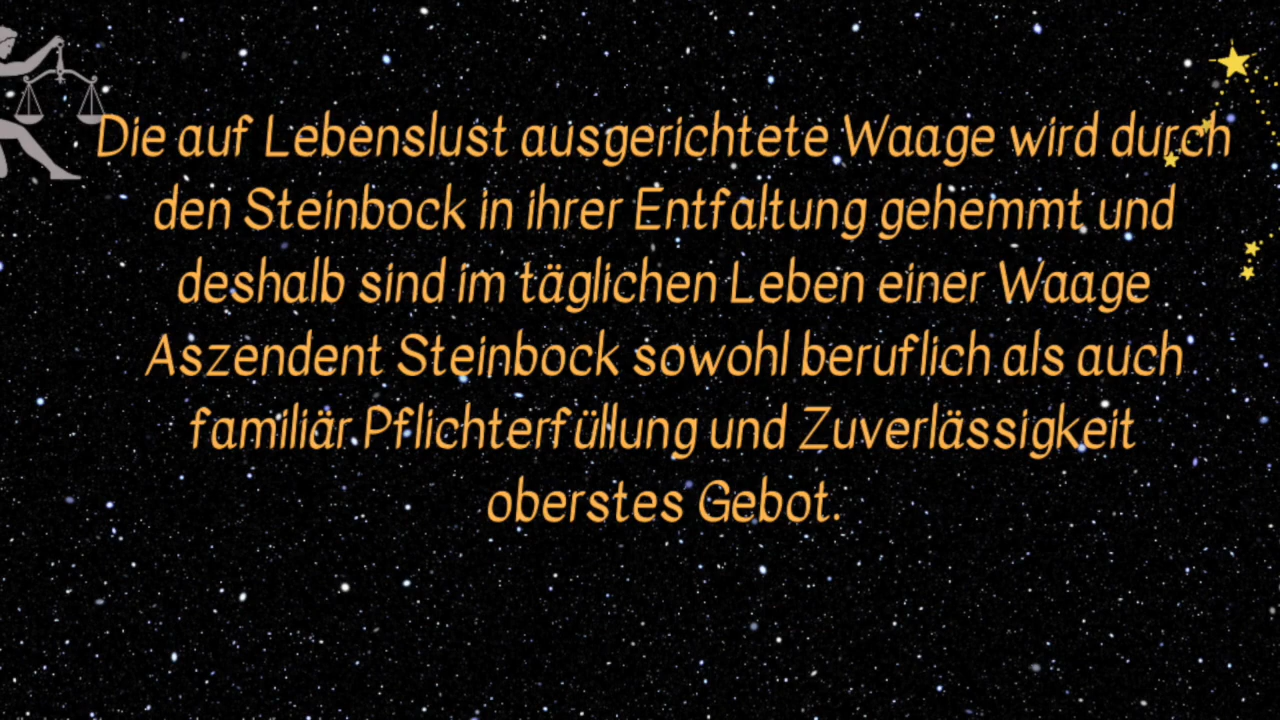 Die auf Lebenslust ausgerichtete Waage wird durch
den Steinbock in ihrer Entfaltung gehemmt und
deshalb sind im täglichen Leben einer Waage
Aszendent Steinbock sowohl beruflich als auch
familiär Pflichterfüllung und Zuverlässigkeit
oberstes Gebot.